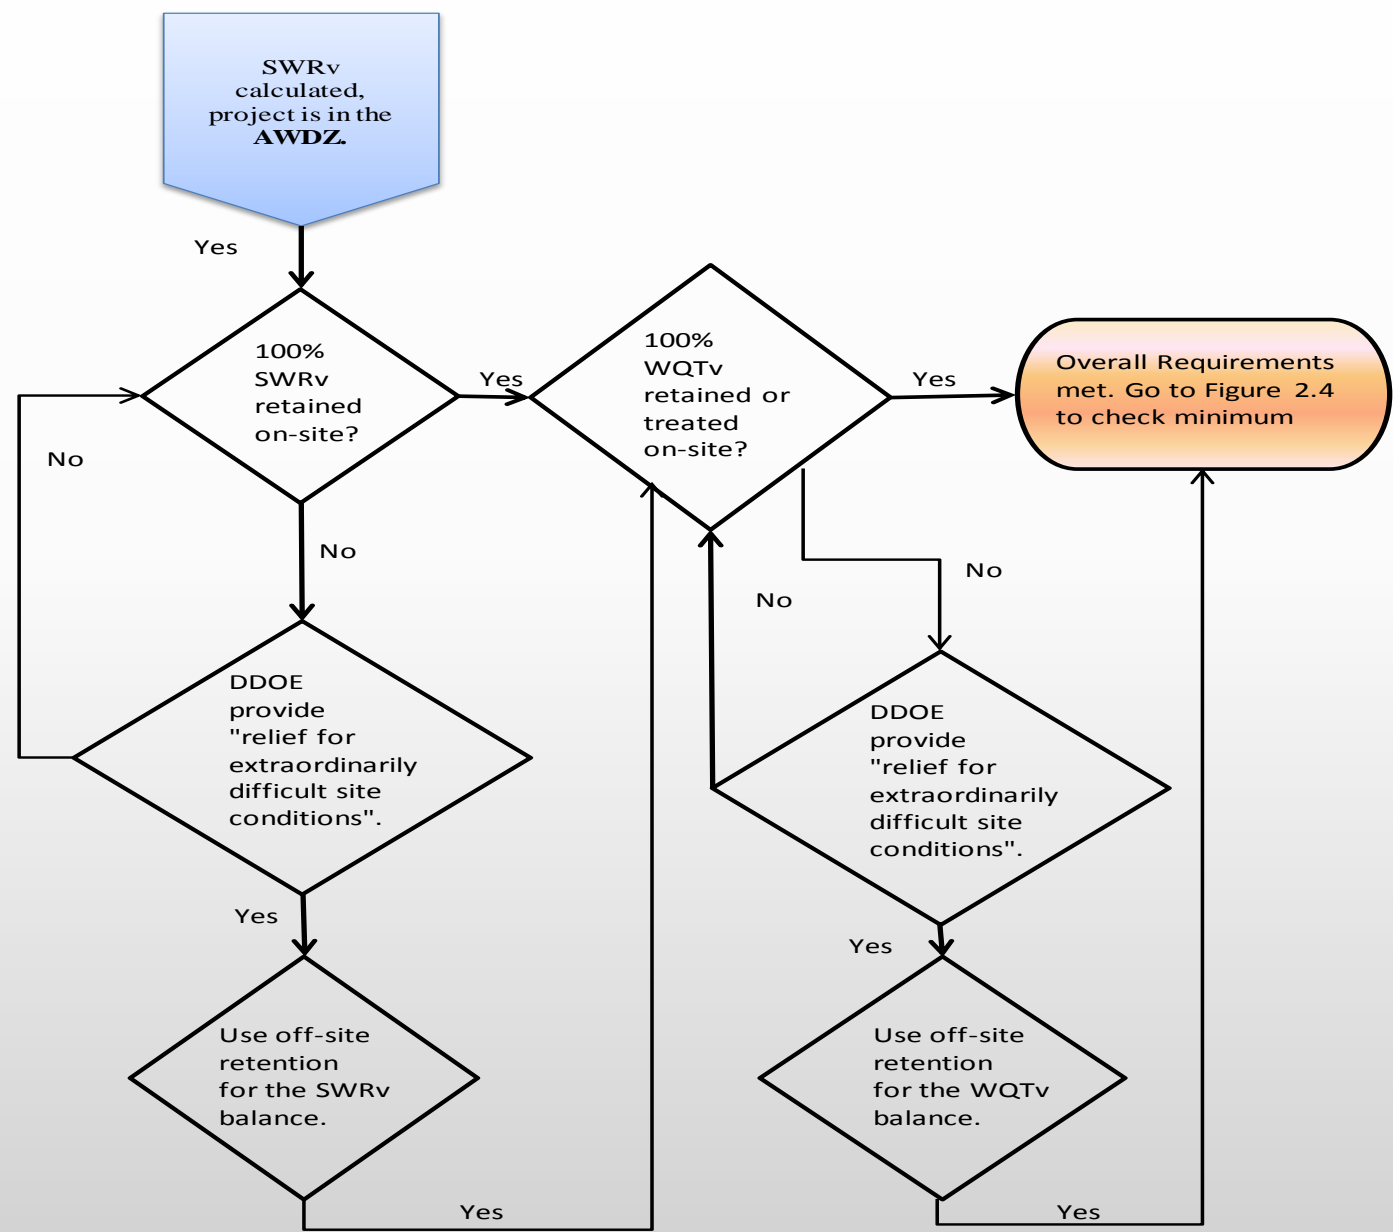 SWRv
calculated,
project is in the
AWDZ.
Yes
100%
SWRv
retained
on-site?
Yes
100%
WQTv
retained or
treated
on-site?
Yes
Overall Requirements
met. Go to Figure 2.4
to check minimum
No
No
No
No
DDOE
provide
"relief for
extraordinarily
difficult site
conditions".
DDOE
provide
"relief for
extraordinarily
difficult site
conditions".
Yes
Yes
Use off-site
retention
for the SWRv
balance.
Use off-site
retention
for the WQTv
balance.
Yes
Yes